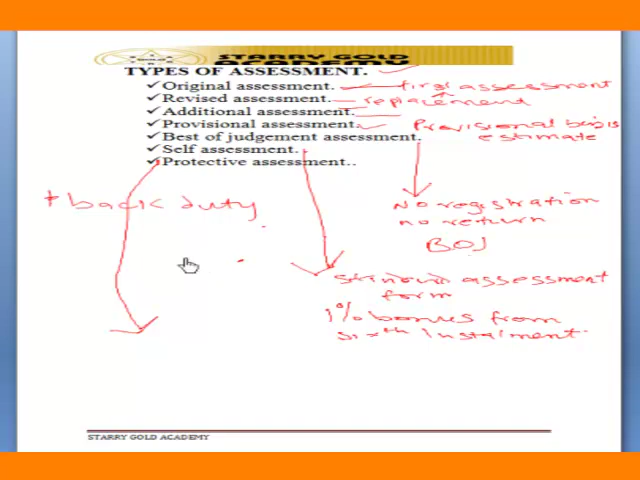 STARRY GOLD
ACADEMY
TYPES OF ASSESSMENT.
✓Original assessment. first assessment
✓Revised assessment. replacement
✓Additional assessment.
✓Provisional assessment. Provisional basis
✓Best of judgement assessment. estimate
✓Self assessment.
✓Protective assessment..
+ back duty
No registration
no return
BOJ
assessment
form
1% bonus from
sixth instalment
STARRY GOLD ACADEMY